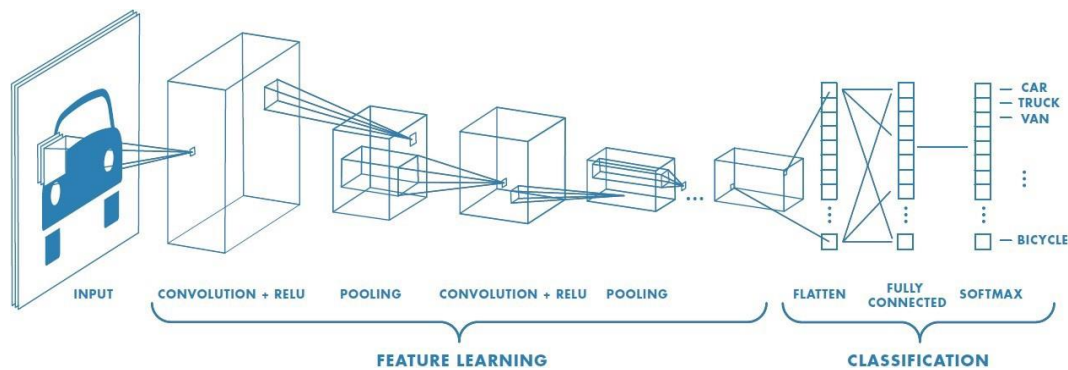 CAR
TRUCK
VAN
BICYCLE
INPUT
CONVOLUTION + RELU
POOLING
CONVOLUTION + RELU
POOLING
FLATTEN
FULLY
CONNECTED
SOFTMAX
FEATURE LEARNING
CLASSIFICATION